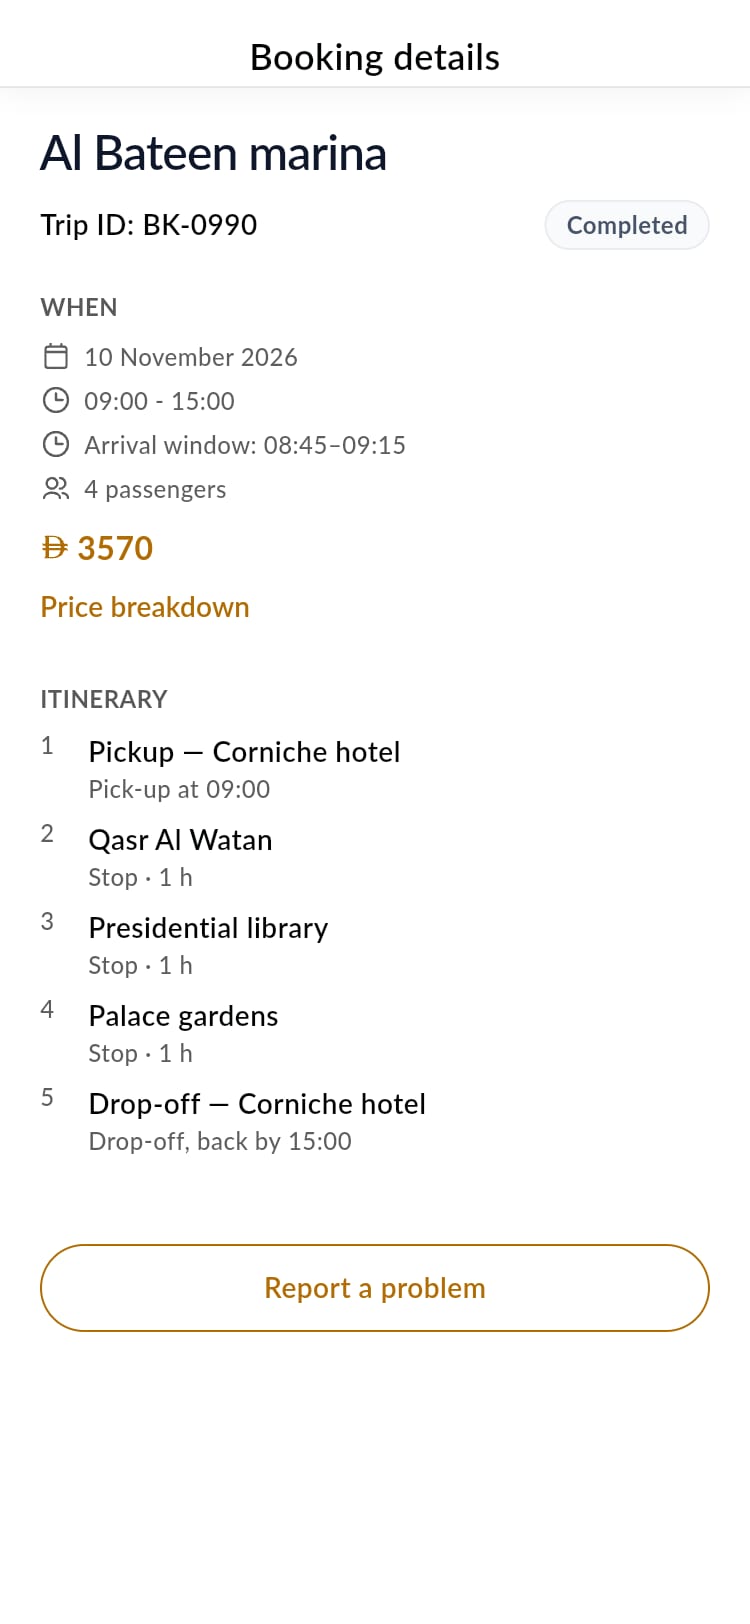 Booking details
Al Bateen marina
Trip ID: BK-0990
Completed
WHEN
10 November 2026
09:00 - 15:00
Arrival window: 08:45–09:15
4 passengers
3570
Price breakdown
ITINERARY
1 Pickup — Corniche hotel
Pick-up at 09:00
2 Qasr Al Watan
Stop · 1 h
3 Presidential library
Stop · 1 h
4 Palace gardens
Stop · 1 h
5 Drop-off — Corniche hotel
Drop-off, back by 15:00
Report a problem